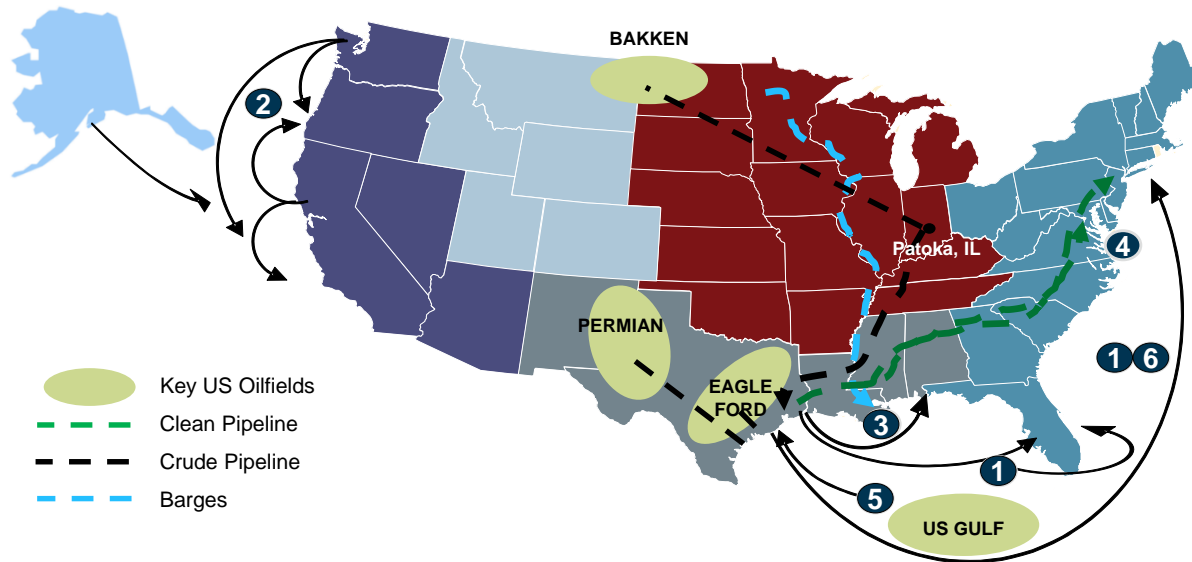 BAKKEN
2
Patoka, IL
4
PERMIAN
1 6
EAGLE
FORD
Key US Oilfields
Clean Pipeline
3
Crude Pipeline
1
Barges
5
US GULF